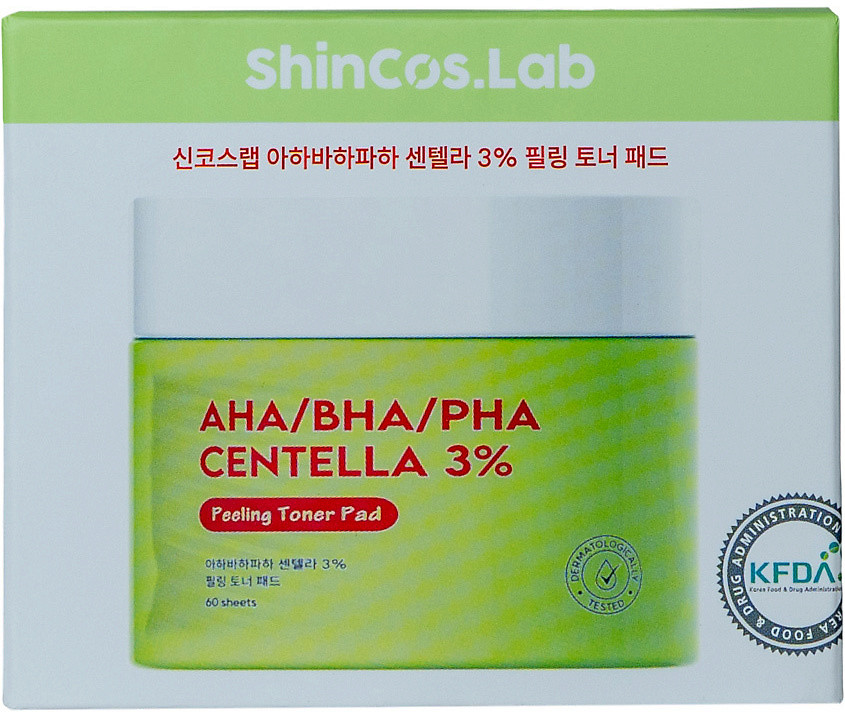 ShinCos.Lab
신코스랩 아하바하파하 센텔라 3% 필링 토너 패드
AHA/BHA/PHA
CENTELLA 3%
Peeling Toner Pad
아하바하파하 센텔라 3%
필링 토너 패드
60 sheets
DERMATOLOGICALLY
TESTED
DRUG ADMINISTRATION
KFDA
Korea Food & Drug Administration
REA FOOD &